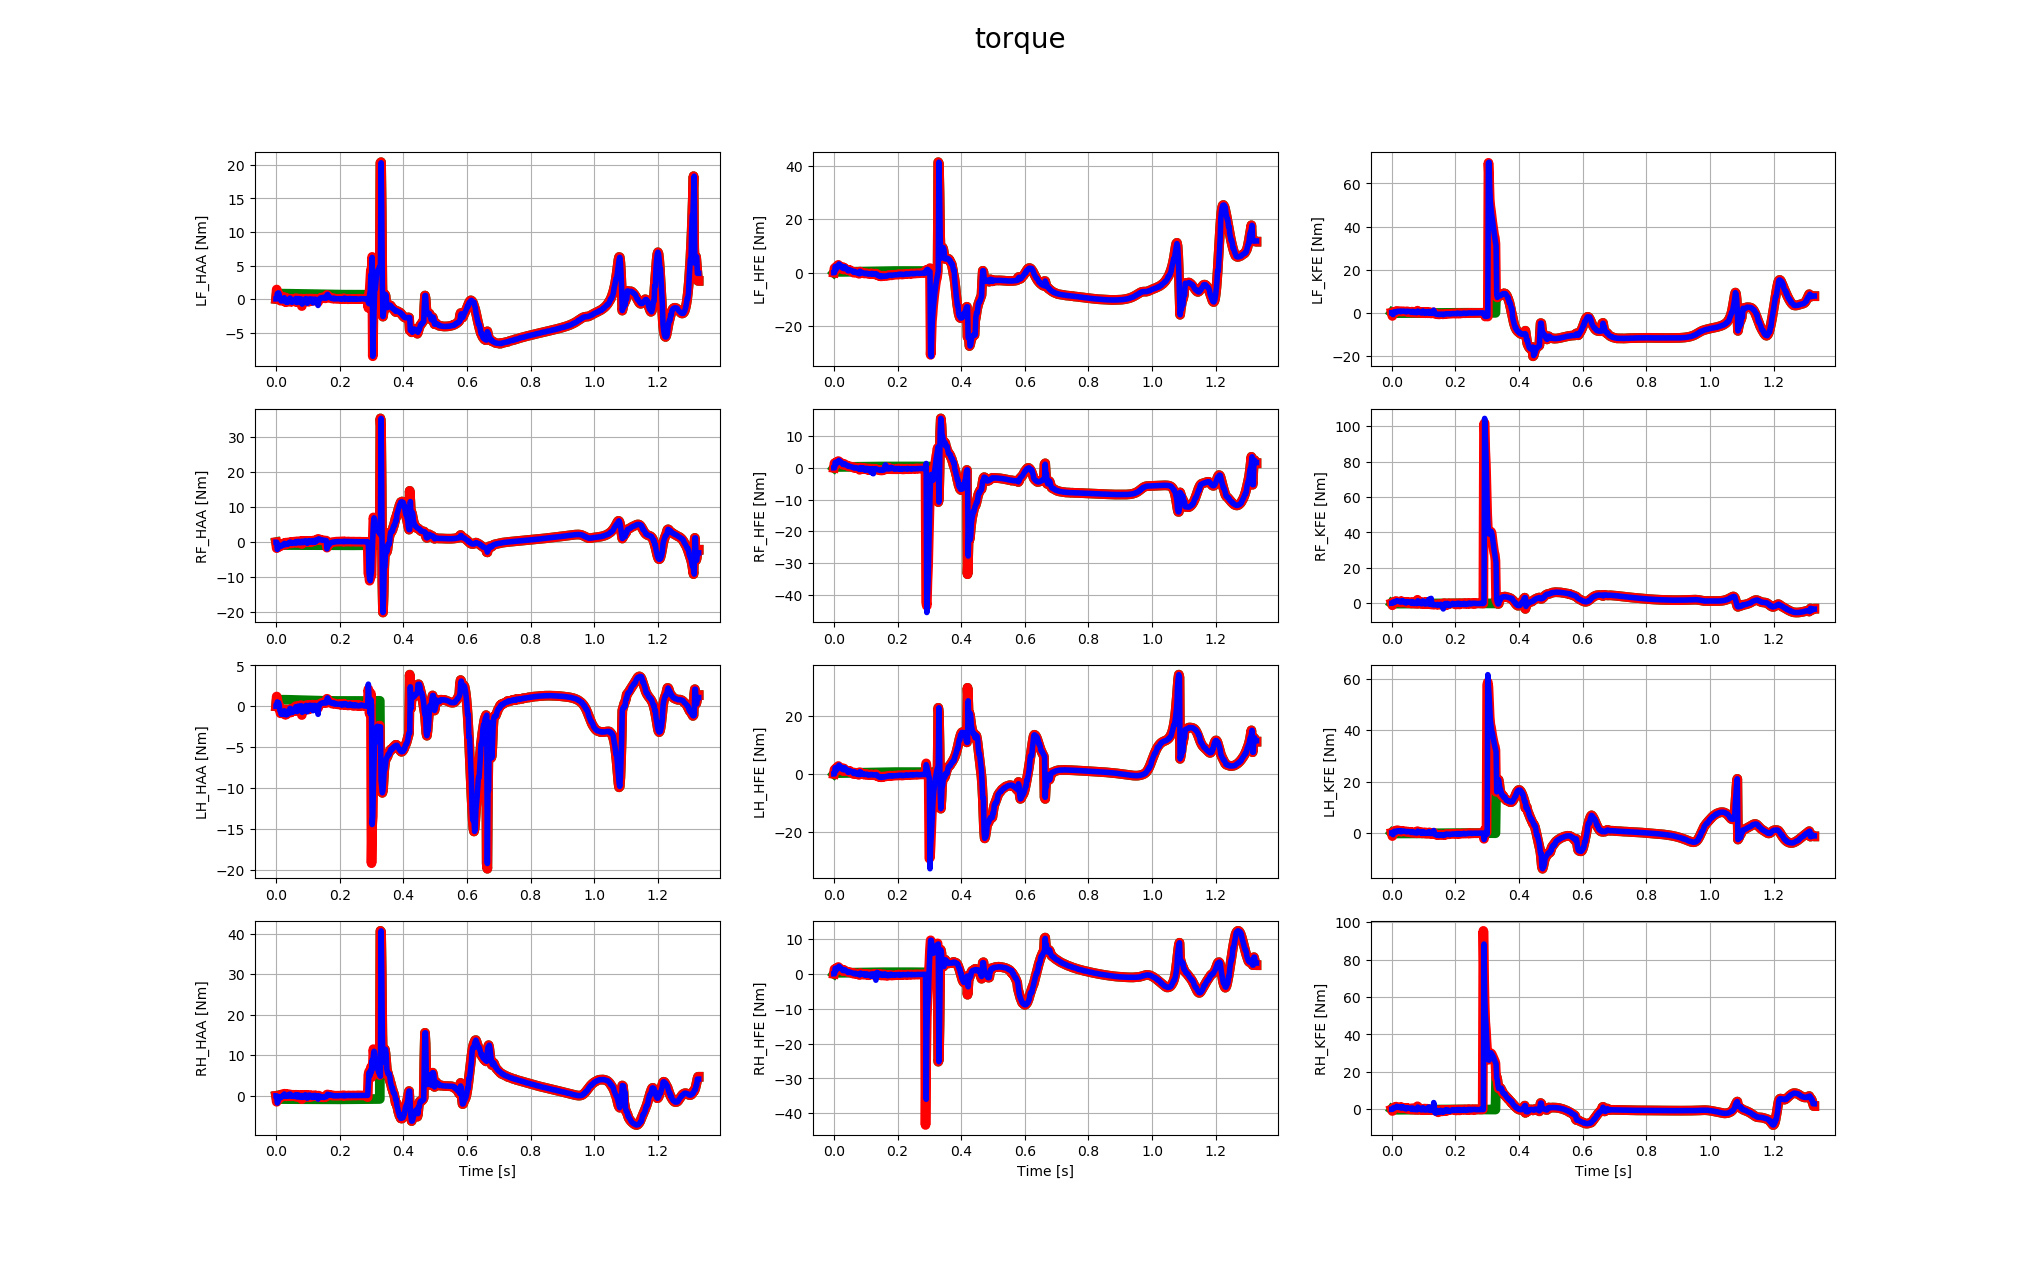 torque
LF_HAA [Nm]
20
15
10
5
0
−5
0.0 0.2 0.4 0.6 0.8 1.0 1.2
LF_HFE [Nm]
40
20
0
−20
0.0 0.2 0.4 0.6 0.8 1.0 1.2
LF_KFE [Nm]
60
40
20
0
−20
0.0 0.2 0.4 0.6 0.8 1.0 1.2
RF_HAA [Nm]
30
20
10
0
−10
−20
0.0 0.2 0.4 0.6 0.8 1.0 1.2
RF_HFE [Nm]
10
0
−10
−20
−30
−40
0.0 0.2 0.4 0.6 0.8 1.0 1.2
RF_KFE [Nm]
100
80
60
40
20
0
0.0 0.2 0.4 0.6 0.8 1.0 1.2
LH_HAA [Nm]
5
0
−5
−10
−15
−20
0.0 0.2 0.4 0.6 0.8 1.0 1.2
LH_HFE [Nm]
20
0
−20
0.0 0.2 0.4 0.6 0.8 1.0 1.2
LH_KFE [Nm]
60
40
20
0
0.0 0.2 0.4 0.6 0.8 1.0 1.2
RH_HAA [Nm]
40
30
20
10
0
0.0 0.2 0.4 0.6 0.8 1.0 1.2
Time [s]
RH_HFE [Nm]
10
0
−10
−20
−30
−40
0.0 0.2 0.4 0.6 0.8 1.0 1.2
Time [s]
RH_KFE [Nm]
100
80
60
40
20
0
0.0 0.2 0.4 0.6 0.8 1.0 1.2
Time [s]